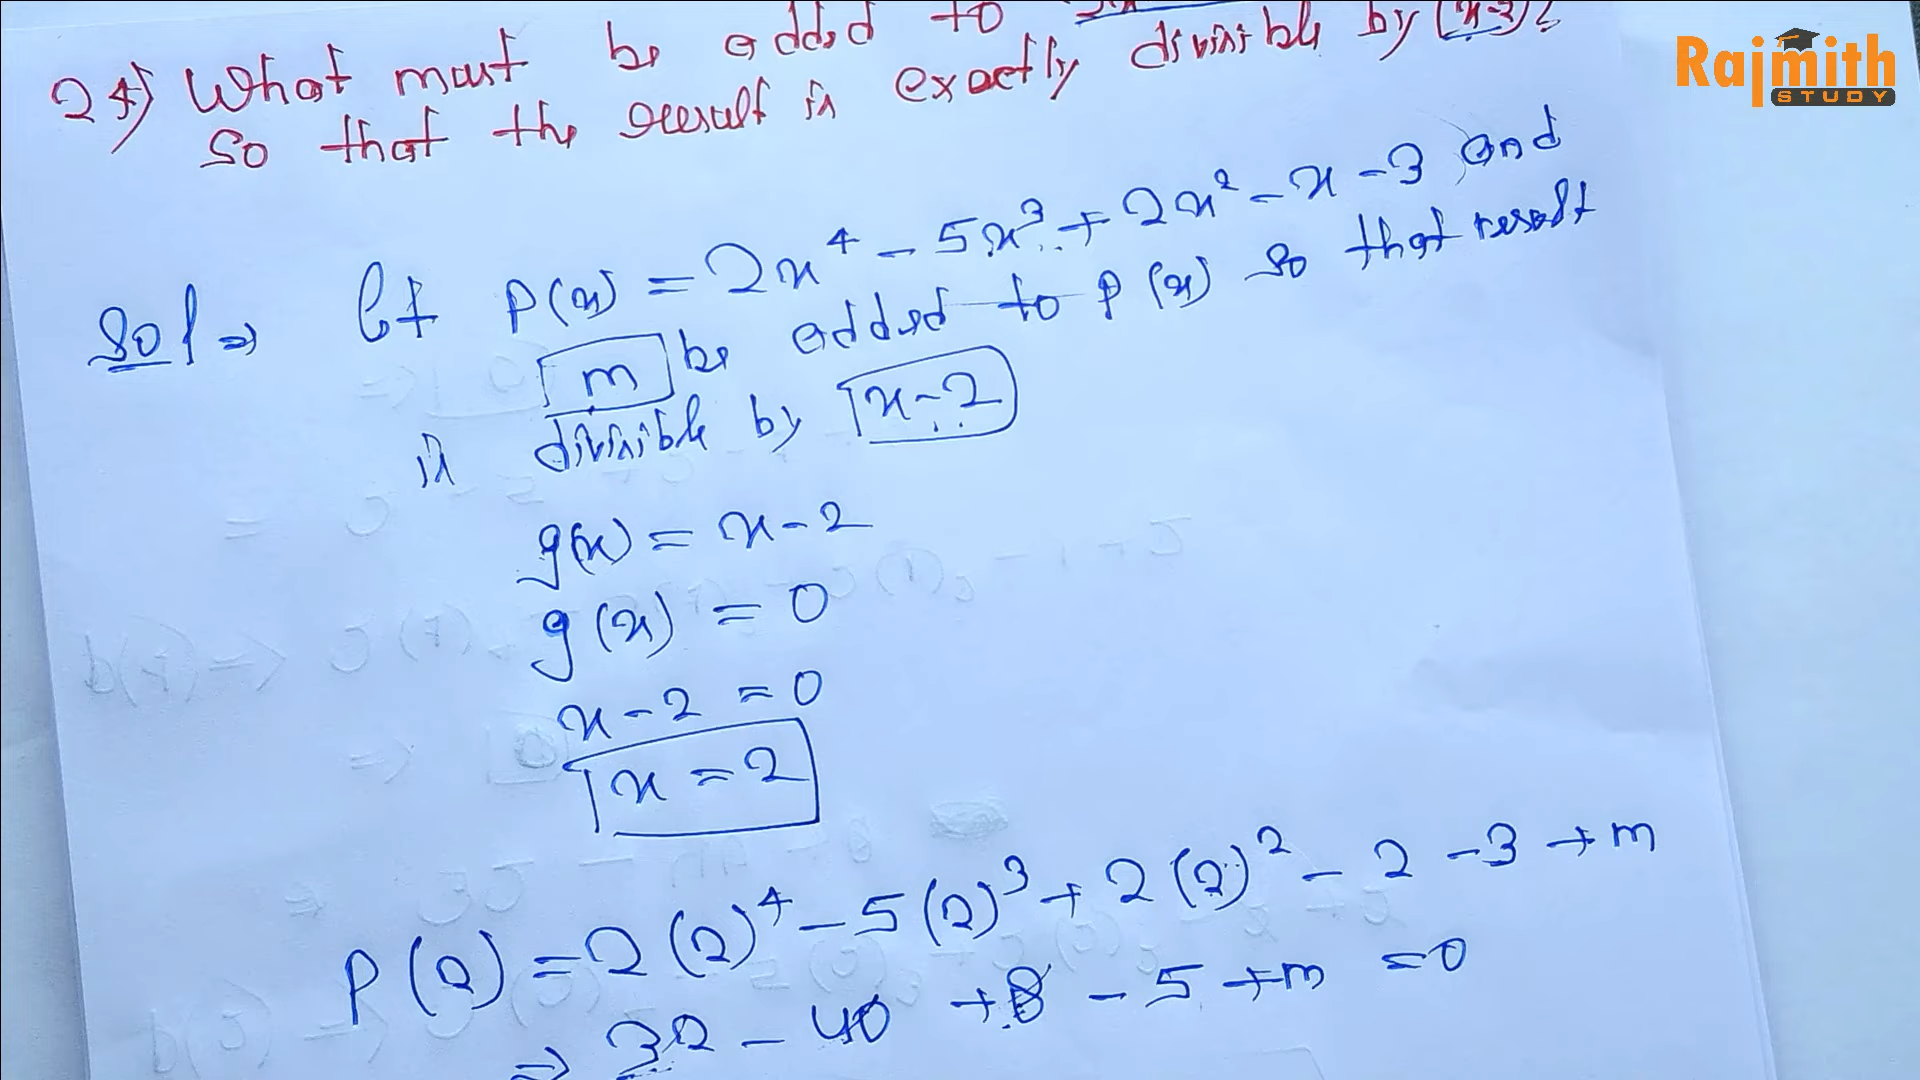 24) What must be added to
so that the result is exactly divisible by (x-2)?
Sol ⇒ let P(x) = 2x⁴ - 5x³ + 2x² - x - 3 and
m be added to P(x) so that result
is divisible by x-2
g(x) = x-2
g(x) = 0
x-2 = 0
x = 2
P(2) = 2(2)⁴ - 5(2)³ + 2(2)² - 2 - 3 + m
⇒ 32 - 40 + 8 - 5 + m = 0
Rajmith
STUDY